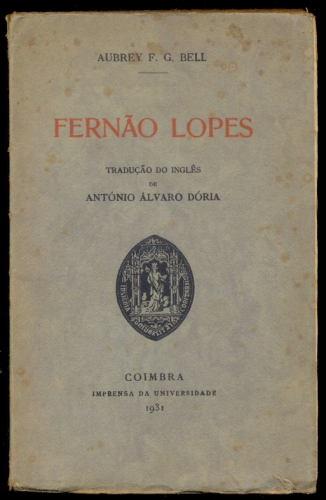 AUBREY F. G. BELL
FERNÃO LOPES
TRADUÇÃO DO INGLÊS
DE
ANTÓNIO ÁLVARO DÓRIA
COIMBRA
IMPRENSA DA UNIVERSIDADE
1931